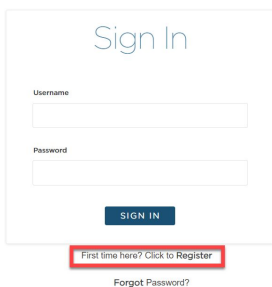 Sign In
Username
Password
SIGN IN
First time here? Click to Register
Forgot Password?